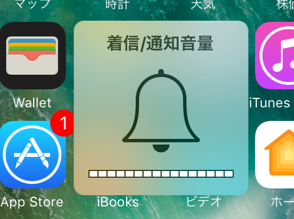 マップ 時計 天気 株価
着信/通知音量
Wallet iTunes
1
App Store iBooks ビデオ ホー